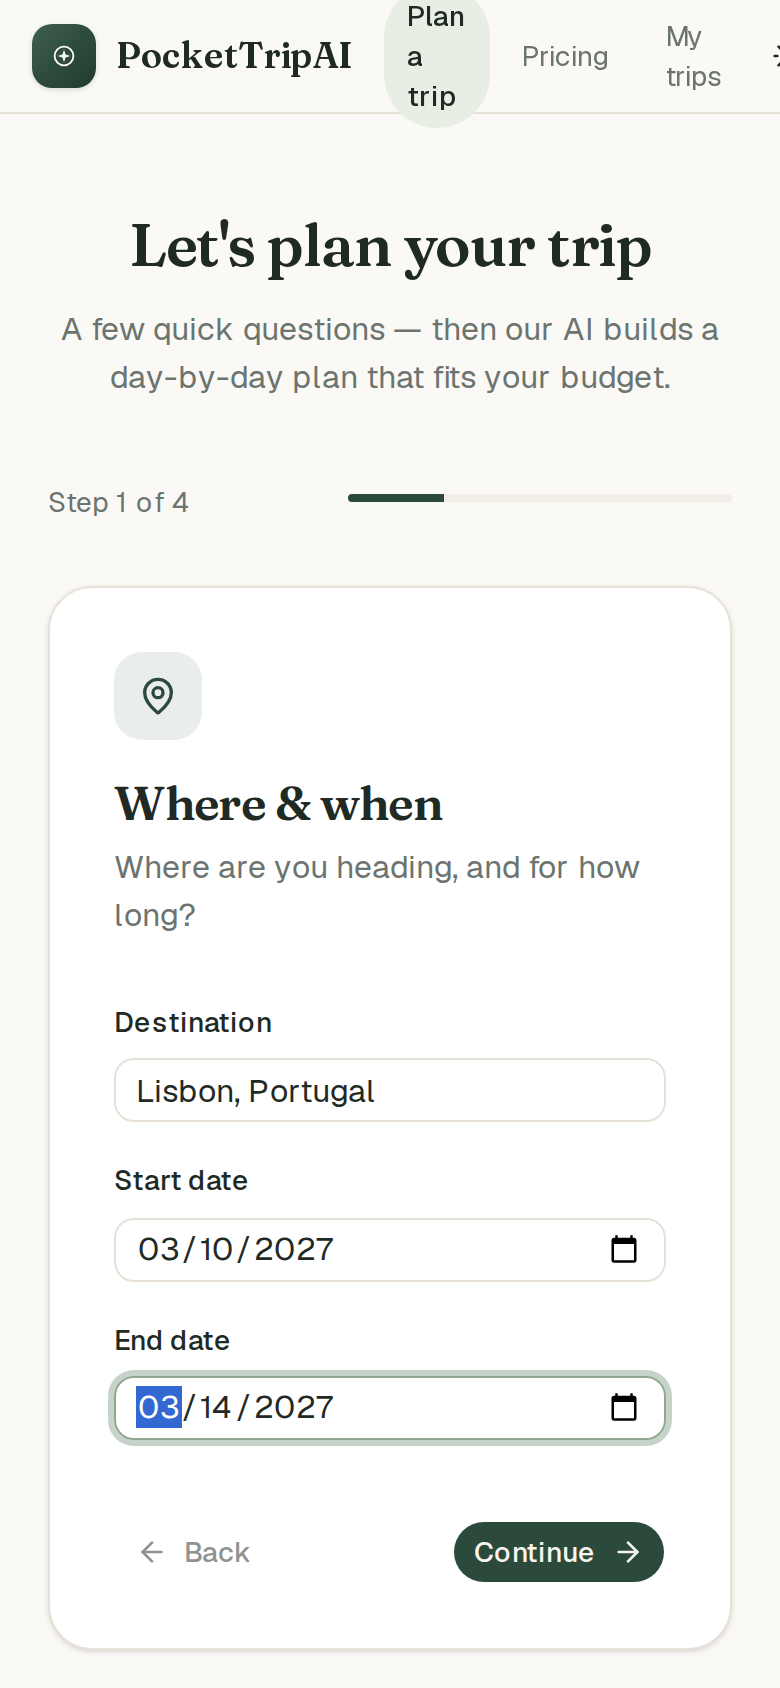 PocketTripAI
Plan
a
trip
Pricing
My
trips
Let's plan your trip
A few quick questions — then our AI builds a
day-by-day plan that fits your budget.
Step 1 of 4
Where & when
Where are you heading, and for how
long?
Destination
Lisbon, Portugal
Start date
03/10/2027
End date
03/14/2027
Back
Continue